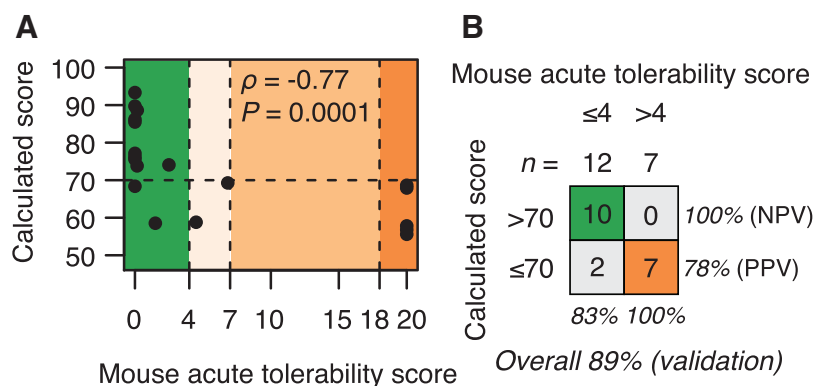 A
Calculated score
100
90
80
70
60
50
ρ = -0.77
P = 0.0001
0 4 7 10 15 18 20
Mouse acute tolerability score
B
Mouse acute tolerability score
≤4 >4
n = 12 7
Calculated score
>70 10 0 100% (NPV)
≤70 2 7 78% (PPV)
83% 100%
Overall 89% (validation)